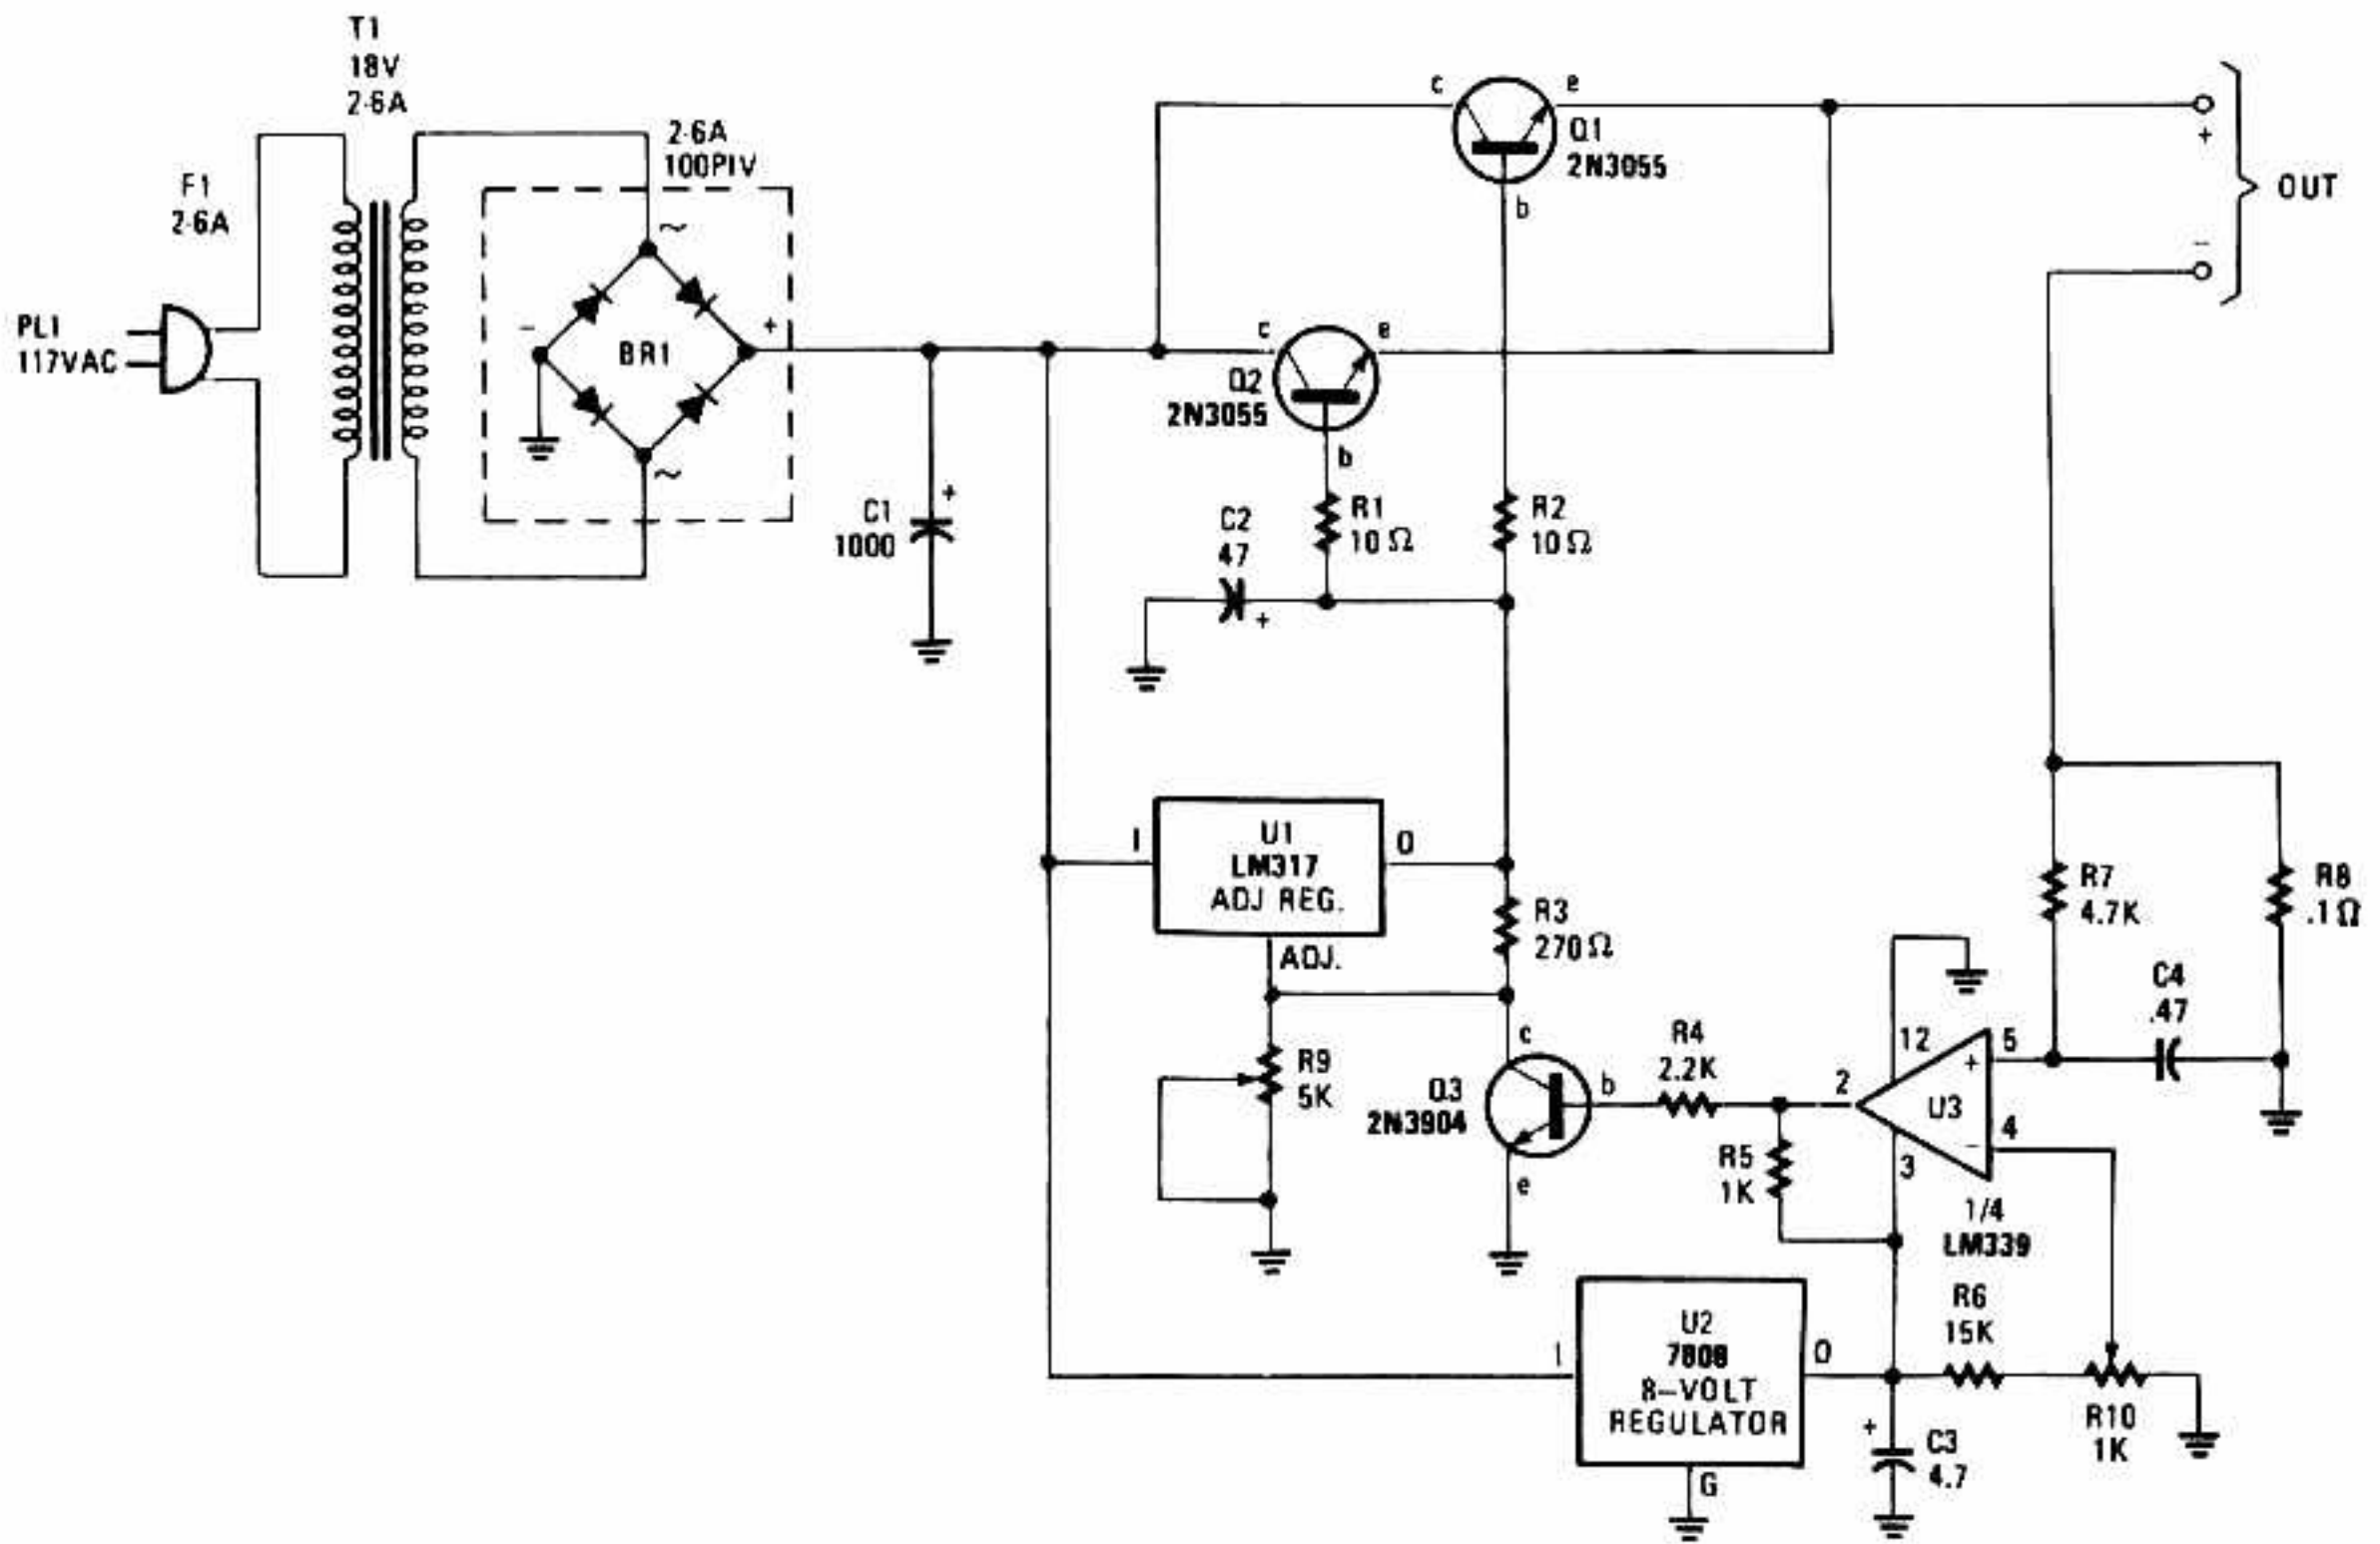 T1
18V
2-6A
F1
2-6A
PL1
117VAC
2-6A
100PIV
~
-
+
BR1
~
C1
1000
+
c
e
Q1
2N3055
b
+
-
OUT
c
e
Q2
2N3055
b
C2
47
+
R1
10Ω
R2
10Ω
I
U1
LM317
ADJ REG.
O
ADJ.
R3
270Ω
R9
5K
c
Q3
2N3904
b
e
R4
2.2K
R5
1K
2
12
U3
3
+
5
-
4
1/4
LM339
R7
4.7K
R8
.1Ω
C4
.47
I
U2
7808
8-VOLT
REGULATOR
O
G
R6
15K
R10
1K
+
C3
4.7